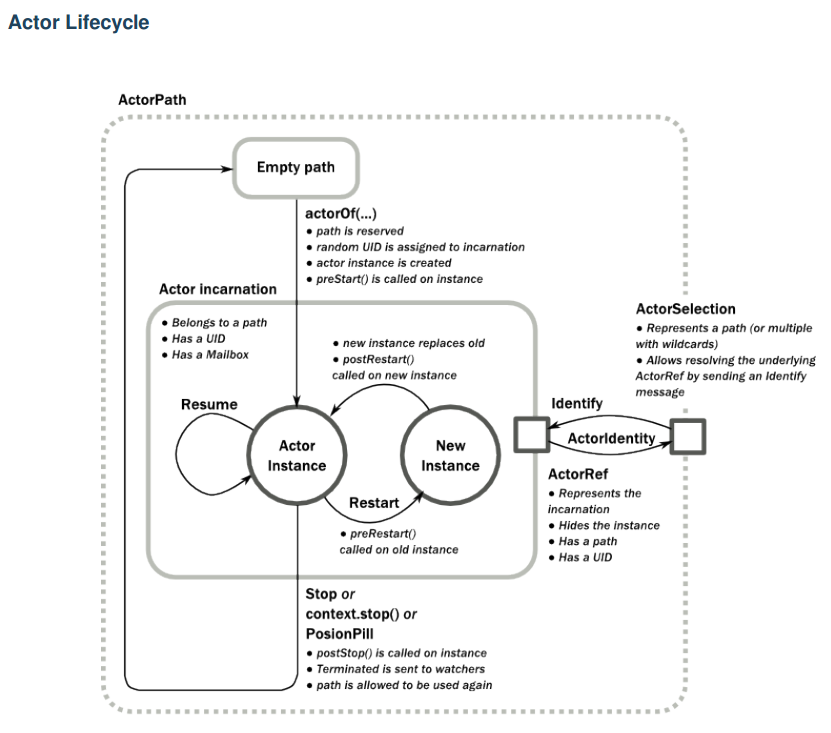 Actor Lifecycle
ActorPath
Empty path
actorOf(...)
• path is reserved
• random UID is assigned to incarnation
• actor instance is created
• preStart() is called on instance
Actor incarnation
• Belongs to a path
• Has a UID
• Has a Mailbox
• new instance replaces old
• postRestart()
called on new instance
Resume
Actor
Instance
New
Instance
Restart
• preRestart()
called on old instance
ActorSelection
• Represents a path (or multiple
with wildcards)
• Allows resolving the underlying
ActorRef by sending an Identify
message
Identify
ActorIdentity
ActorRef
• Represents the
incarnation
• Hides the instance
• Has a path
• Has a UID
Stop or
context.stop() or
PosionPill
• postStop() is called on instance
• Terminated is sent to watchers
• path is allowed to be used again